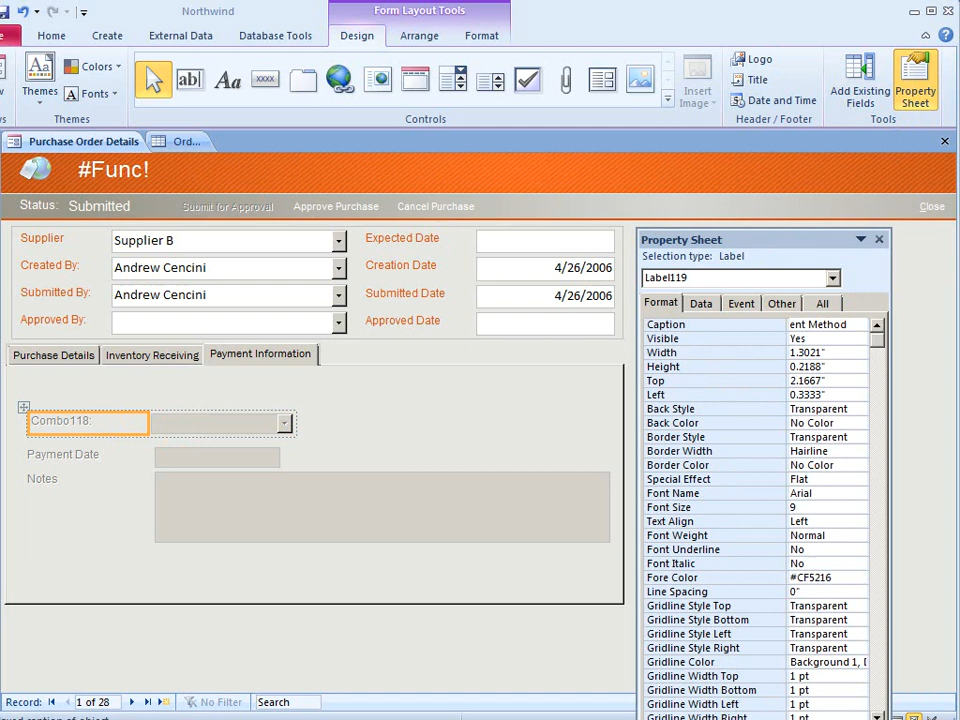 Northwind
Form Layout Tools
Home Create External Data Database Tools Design Arrange Format
Themes
Colors
Fonts
Themes
ab
Aa
xxxx
Insert
Image
Controls
Logo
Title
Date and Time
Header / Footer
Add Existing
Fields
Property
Sheet
Tools
Purchase Order Details
Ord...
#Func!
Status: Submitted
Submit for Approval
Approve Purchase
Cancel Purchase
Close
Supplier
Supplier B
Expected Date
Created By:
Andrew Cencini
Creation Date
4/26/2006
Submitted By:
Andrew Cencini
Submitted Date
4/26/2006
Approved By:
Approved Date
Purchase Details
Inventory Receiving
Payment Information
Combo118:
Payment Date
Notes
Property Sheet
Selection type: Label
Label119
Format Data Event Other All
Caption ent Method
Visible Yes
Width 1.3021"
Height 0.2188"
Top 2.1667"
Left 0.3333"
Back Style Transparent
Back Color No Color
Border Style Transparent
Border Width Hairline
Border Color No Color
Special Effect Flat
Font Name Arial
Font Size 9
Text Align Left
Font Weight Normal
Font Underline No
Font Italic No
Fore Color #CF5216
Line Spacing 0"
Gridline Style Top Transparent
Gridline Style Bottom Transparent
Gridline Style Left Transparent
Gridline Style Right Transparent
Gridline Color Background 1,
Gridline Width Top 1 pt
Gridline Width Bottom 1 pt
Gridline Width Left 1 pt
Gridline Width Right 1 pt
Record: 1 of 28 No Filter Search